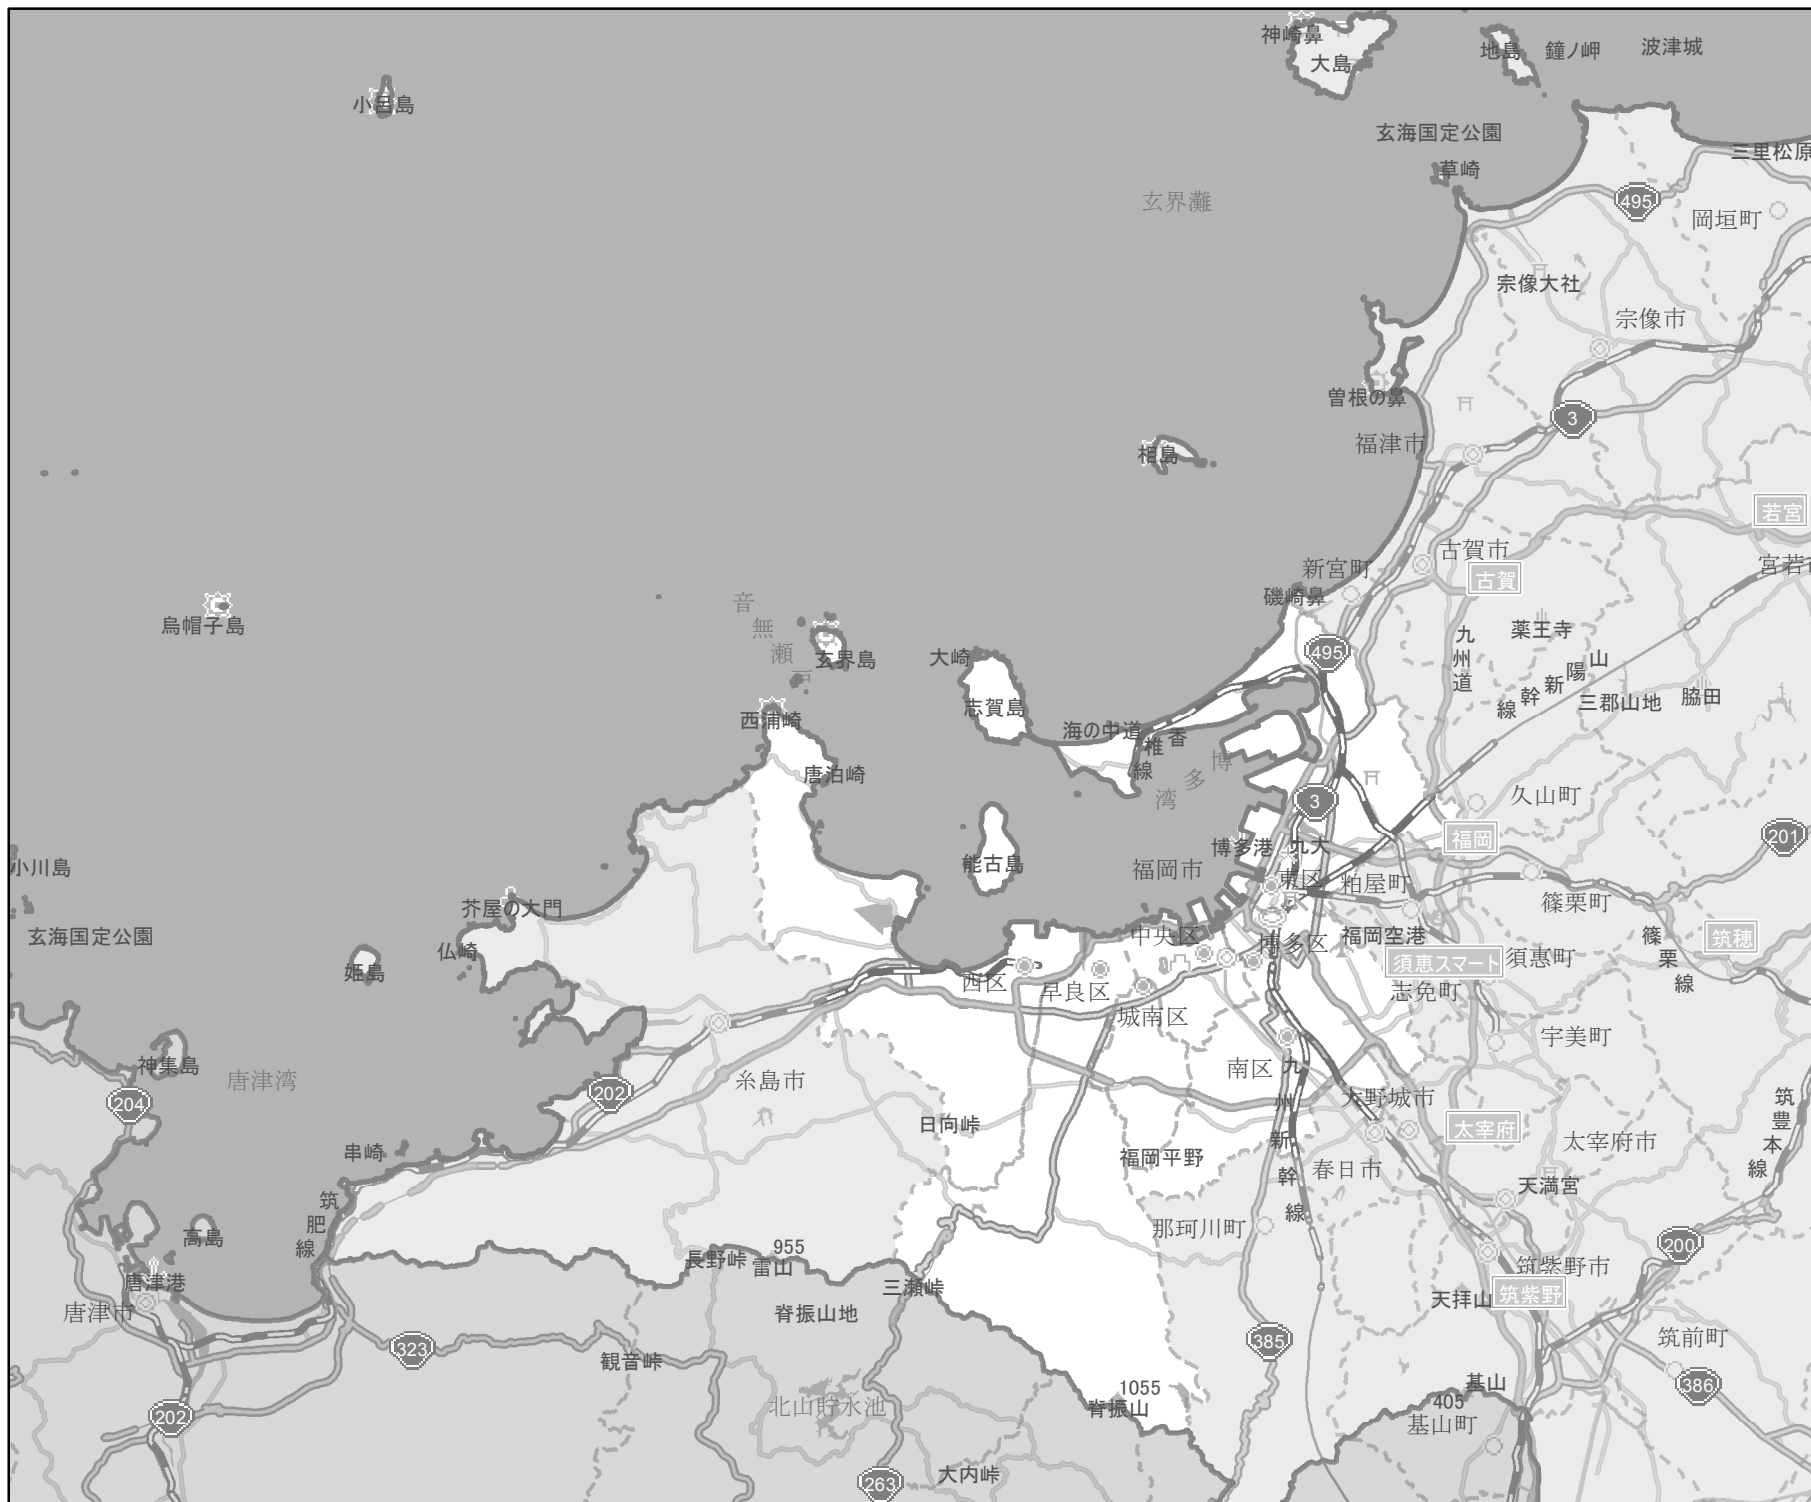 神崎鼻
大島
地島
鐘ノ岬
波津城
小呂島
玄海国定公園
草崎
三里松原
玄界灘
495
岡垣町
宗像大社
宗像市
曽根の鼻
3
福津市
相島
若宮
古賀市
新宮町
古賀
宮若
磯崎鼻
烏帽子島
音無瀬戸
玄界島
大崎
志賀島
西浦崎
唐泊崎
海の中道
香椎線
博多湾
495
九州道
薬王寺
山陽新幹線
三郡山地
脇田
3
久山町
福岡
201
小川島
能古島
福岡市
博多港
九大
東区
粕屋町
篠栗町
芥屋の大門
玄海国定公園
仏崎
姫島
中央区
博多区
福岡空港
篠栗線
筑穂
須恵スマート
須恵町
西区
早良区
志免町
城南区
宇美町
神集島
唐津湾
204
糸島市
202
南区
九州新幹線
大野城市
日向峠
太宰府
太宰府市
筑豊本線
串崎
福岡平野
春日市
天満宮
筑肥線
高島
那珂川町
955
長野峠
雷山
200
筑紫野市
唐津港
三瀬峠
天拝山
筑紫野
唐津市
脊振山地
323
観音峠
385
筑前町
1055
脊振山
基山
386
202
北山貯水池
405
基山町
263
大内峠